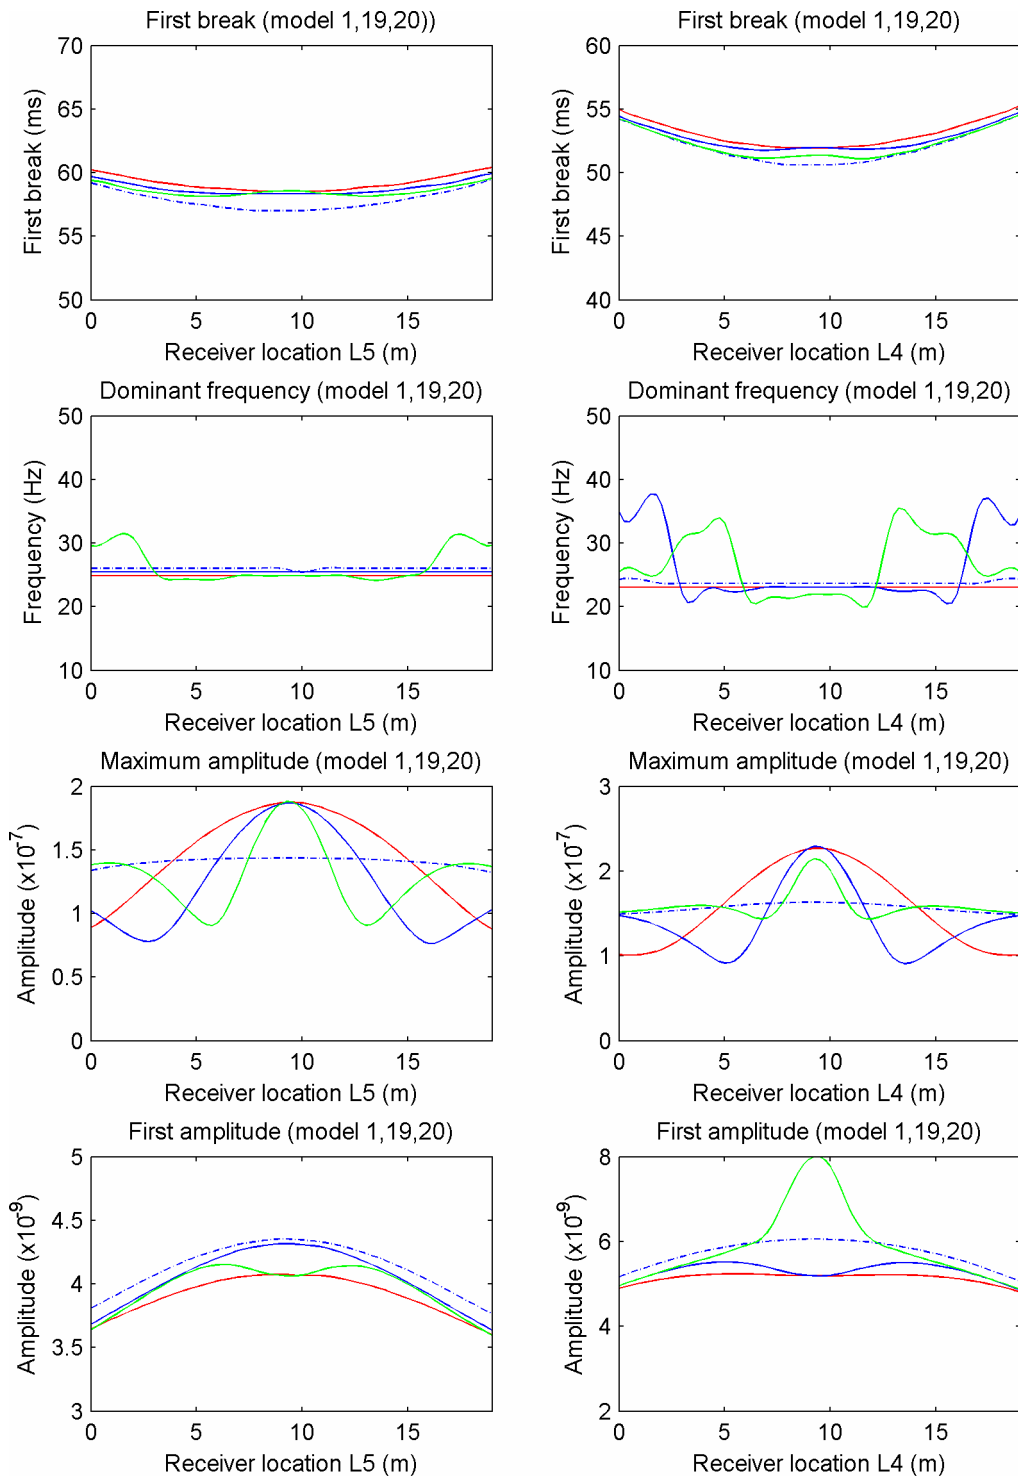 First break (model 1,19,20))
First break (ms)
70
65
60
55
50
0 5 10 15
Receiver location L5 (m)
First break (model 1,19,20)
First break (ms)
60
55
50
45
40
0 5 10 15
Receiver location L4 (m)
Dominant frequency (model 1,19,20)
Frequency (Hz)
50
40
30
20
10
0 5 10 15
Receiver location L5 (m)
Dominant frequency (model 1,19,20)
Frequency (Hz)
50
40
30
20
10
0 5 10 15
Receiver location L4 (m)
Maximum amplitude (model 1,19,20)
Amplitude (x10-7)
2
1.5
1
0.5
0
0 5 10 15
Receiver location L5 (m)
Maximum amplitude (model 1,19,20)
Amplitude (x10-7)
3
2
1
0
0 5 10 15
Receiver location L4 (m)
First amplitude (model 1,19,20)
Amplitude (x10-9)
5
4.5
4
3.5
3
0 5 10 15
Receiver location L5 (m)
First amplitude (model 1,19,20)
Amplitude (x10-9)
8
6
4
2
0 5 10 15
Receiver location L4 (m)